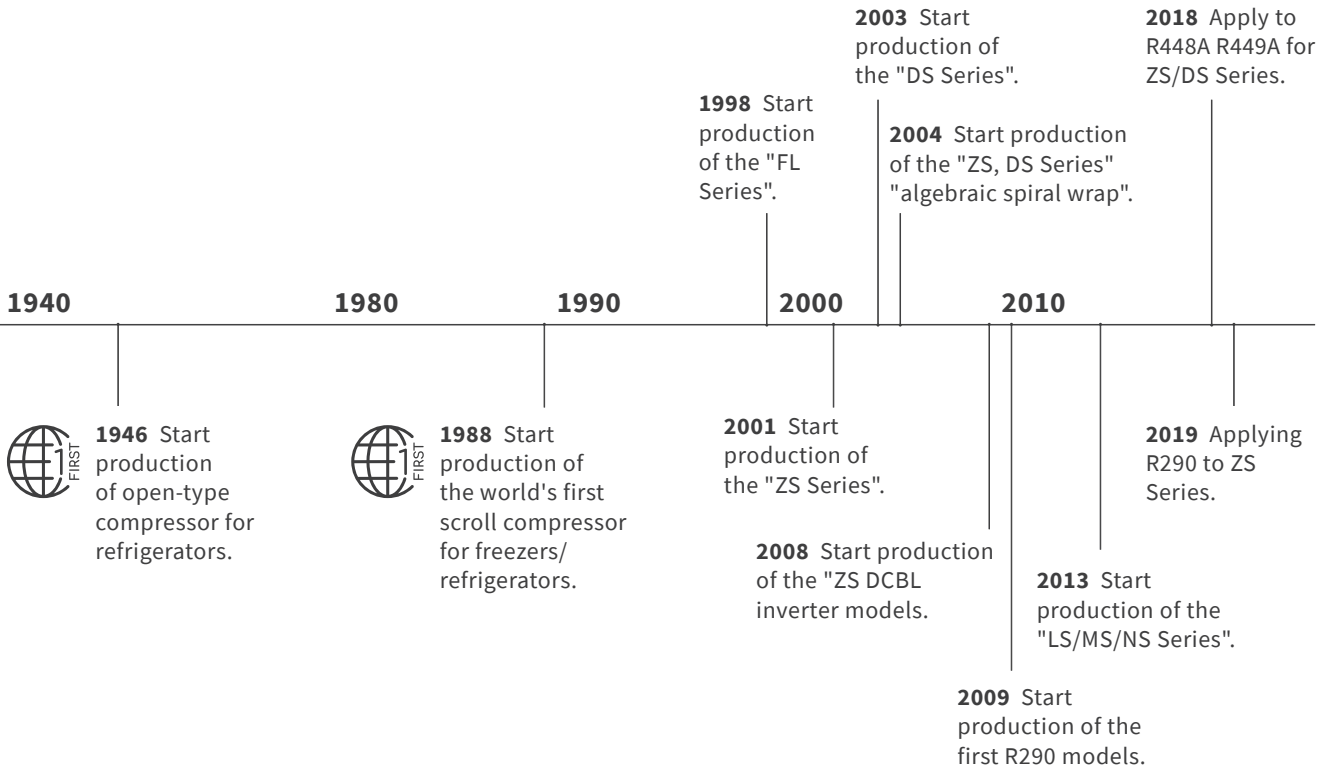 2003 Start
production of
the "DS Series".
2018 Apply to
R448A R449A for
ZS/DS Series.
1998 Start
production
of the "FL
Series".
2004 Start production
of the "ZS, DS Series"
"algebraic spiral wrap".
1940
1980
1990
2000
2010
1 FIRST
1946 Start
production
of open-type
compressor for
refrigerators.
1 FIRST
1988 Start
production of
the world's first
scroll compressor
for freezers/
refrigerators.
2001 Start
production of
the "ZS Series".
2008 Start production
of the "ZS DCBL
inverter models.
2009 Start
production of the
first R290 models.
2013 Start
production of the
"LS/MS/NS Series".
2019 Applying
R290 to ZS
Series.